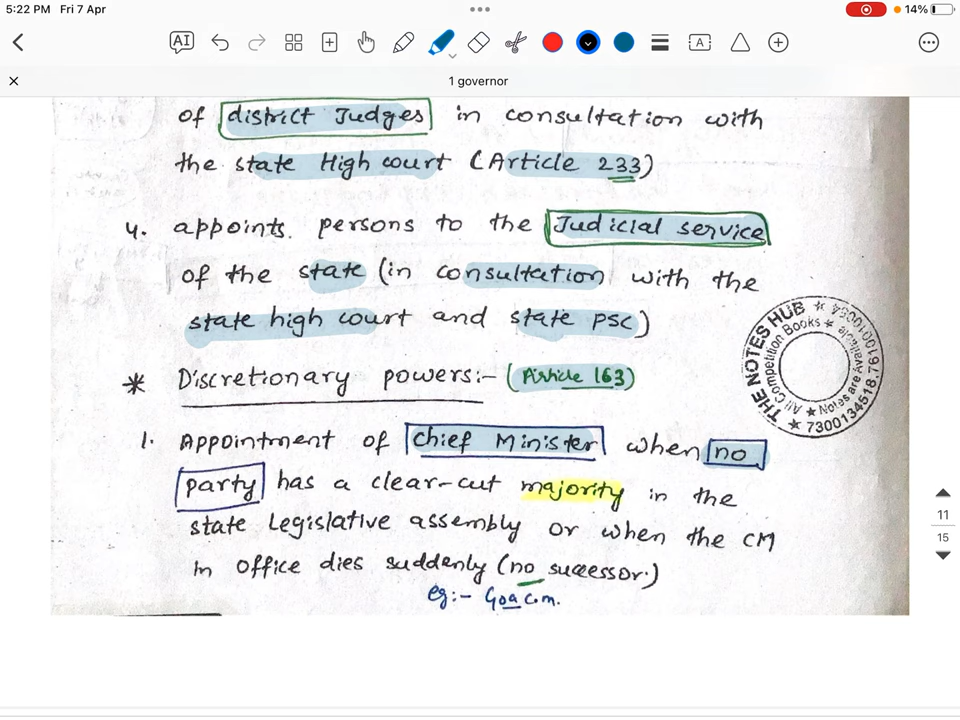 5:22 PM Fri 7 Apr
14%
AI
A
1 governor
of district Judges in consultation with
the state High court (Article 233)
4. appoints persons to the Judicial service
of the state (in consultation with the
state high court and state PSC)
* Discretionary powers:- (Article 163)
1. Appointment of chief Minister when no
party has a clear-cut majority in the
state Legislative assembly or when the CM
in office dies suddenly (no successor.)
eg:- Goa c.m.
THE NOTES HUB
All Competition Books
Notes are Available
7300134518,7610010054
11
15